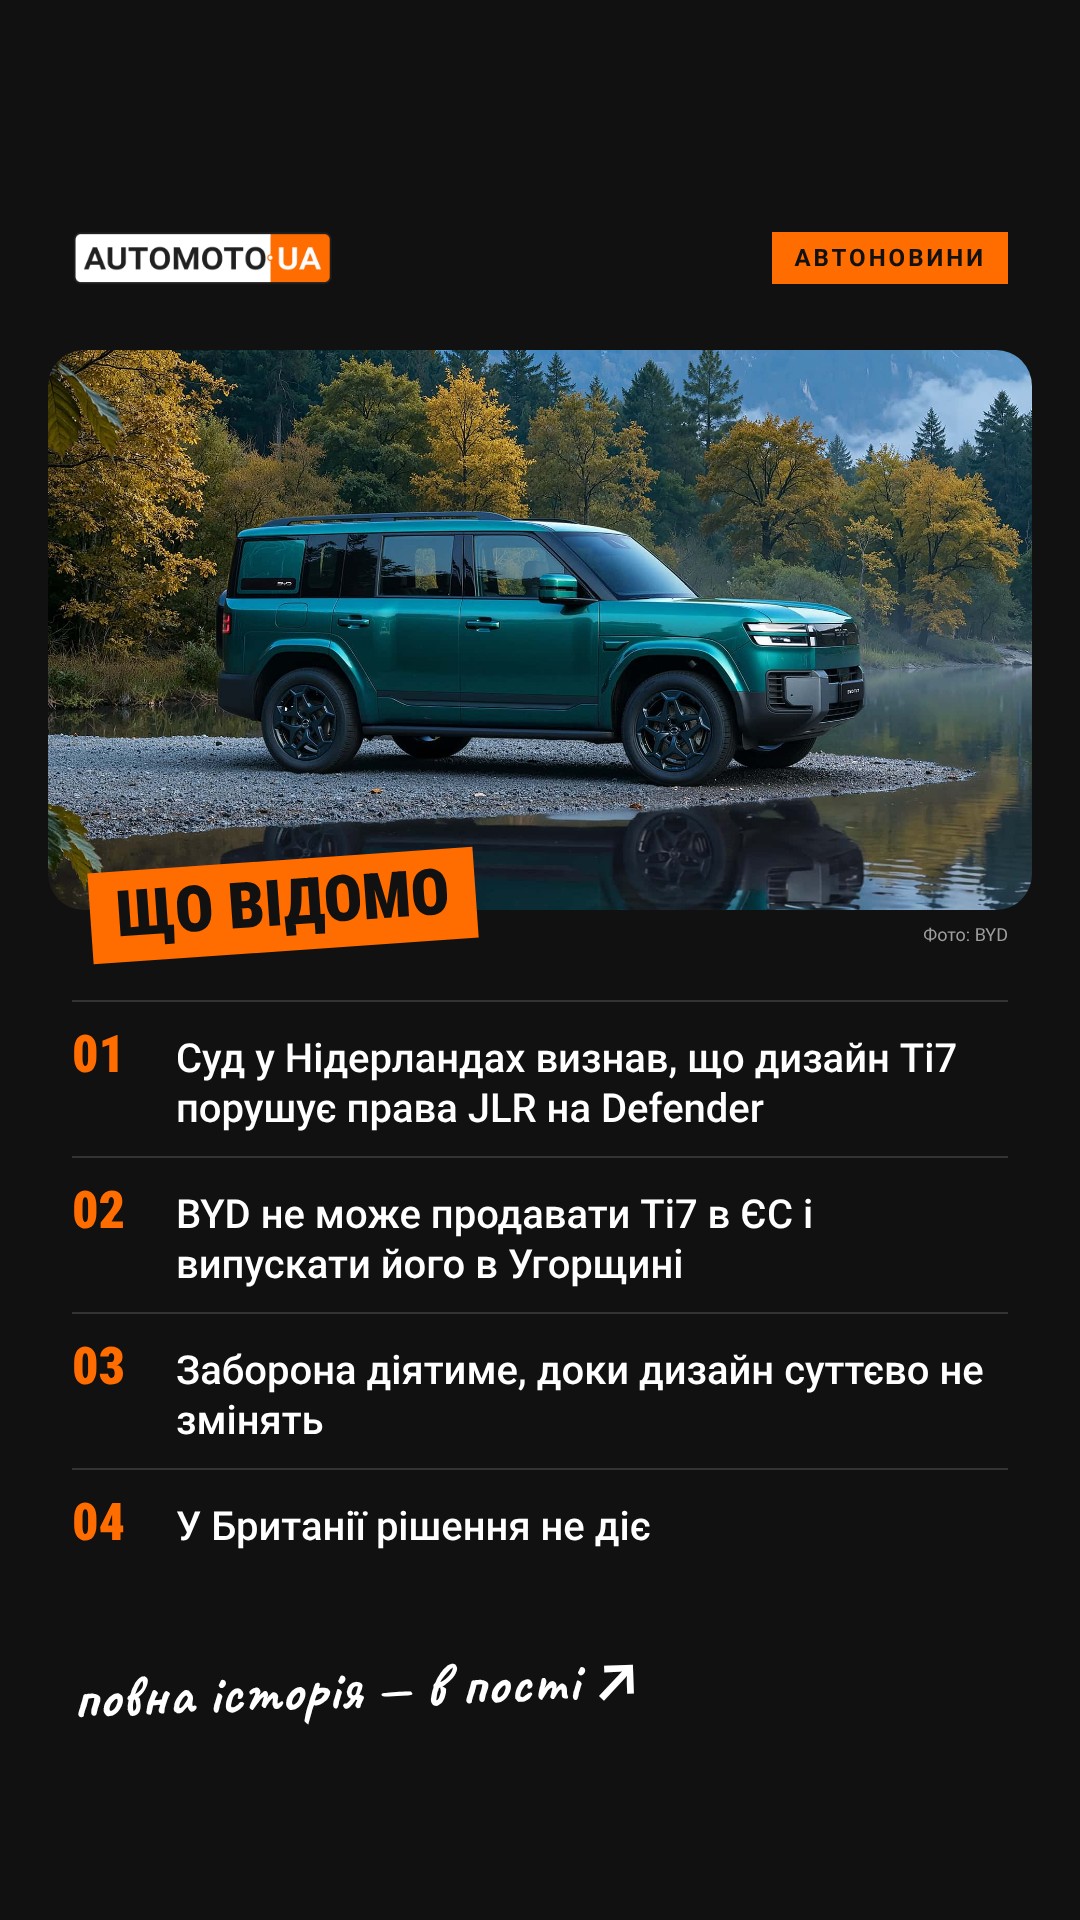 AUTOMOTO UA
АВТОНОВИНИ
BYD
ЩО ВІДОМО
Фото: BYD
01 Суд у Нідерландах визнав, що дизайн Ti7
порушує права JLR на Defender
02 BYD не може продавати Ti7 в ЄС і
випускати його в Угорщині
03 Заборона діятиме, доки дизайн суттєво не
змінять
04 У Британії рішення не діє
повна історія — в пості ↗